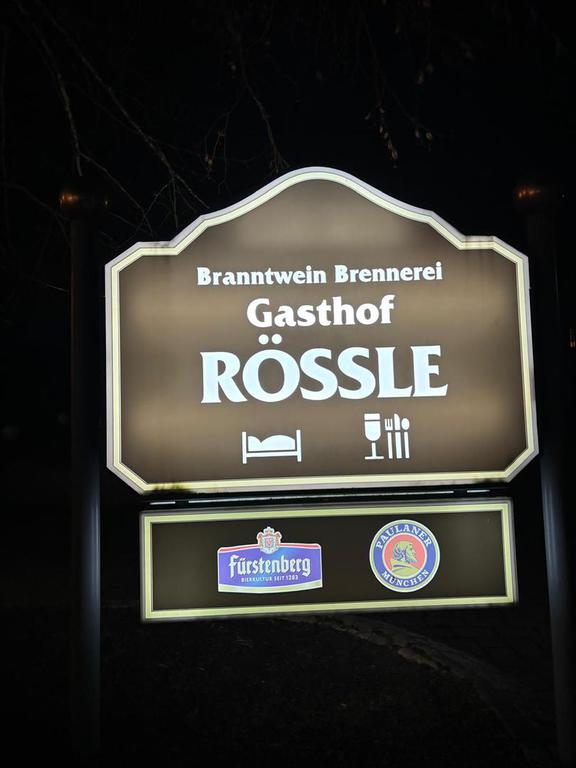 Branntwein Brennerei
Gasthof
RÖSSLE
Fürstenberg
BIERKULTUR SEIT 1283
PAULANER
MÜNCHEN